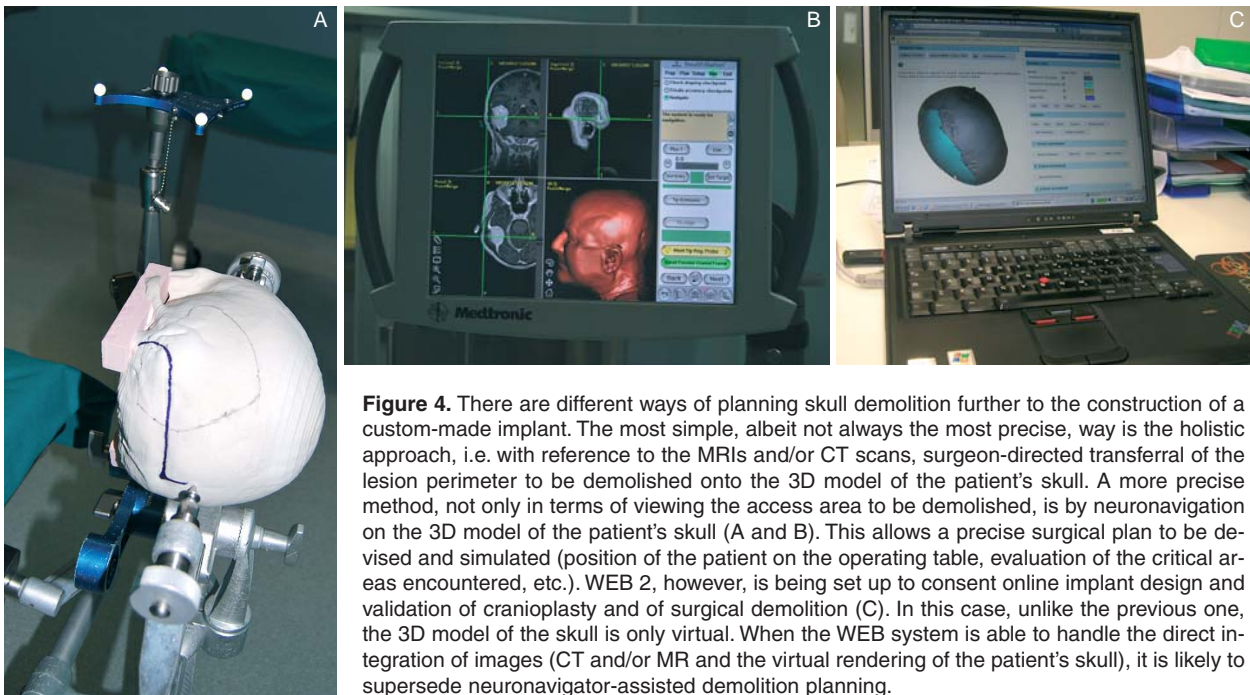 A
B
C
Medtronic
Figure 4. There are different ways of planning skull demolition further to the construction of a
custom-made implant. The most simple, albeit not always the most precise, way is the holistic
approach, i.e. with reference to the MRIs and/or CT scans, surgeon-directed transferral of the
lesion perimeter to be demolished onto the 3D model of the patient's skull. A more precise
method, not only in terms of viewing the access area to be demolished, is by neuronavigation
on the 3D model of the patient's skull (A and B). This allows a precise surgical plan to be de-
vised and simulated (position of the patient on the operating table, evaluation of the critical ar-
eas encountered, etc.). WEB 2, however, is being set up to consent online implant design and
validation of cranioplasty and of surgical demolition (C). In this case, unlike the previous one,
the 3D model of the skull is only virtual. When the WEB system is able to handle the direct in-
tegration of images (CT and/or MR and the virtual rendering of the patient's skull), it is likely to
supersede neuronavigator-assisted demolition planning.